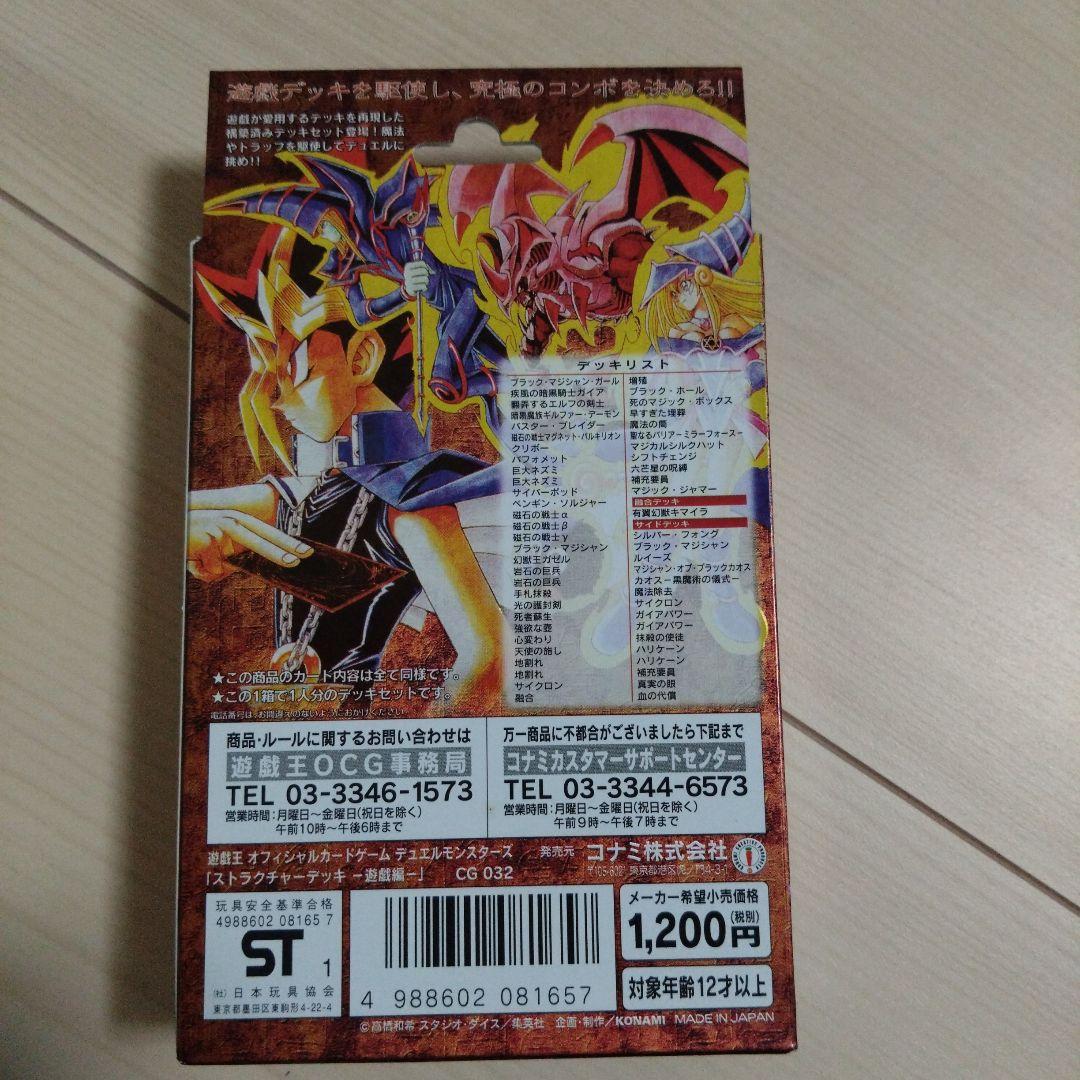 遊戯デッキを駆使し、究極のコンボを決めろ!!
遊戯が愛用するデッキを再現した
構築済みデッキセット登場!魔法
やトラップを駆使してデュエルに
挑め!!
デッキリスト
ブラック・マジシャン・ガール
疾風の暗黒騎士ガイア
翻弄するエルフの剣士
暗黒魔族ギルファー・デーモン
バスター・ブレイダー
磁石の戦士マグネット・バルキリオン
クリボー
バフォメット
巨大ネズミ
巨大ネズミ
サイバーポッド
ペンギン・ソルジャー
磁石の戦士α
磁石の戦士β
磁石の戦士γ
ブラック・マジシャン
幻獣王ガゼル
岩石の巨兵
岩石の巨兵
手札抹殺
光の護封剣
死者蘇生
強欲な壺
心変わり
天使の施し
地割れ
地割れ
サイクロン
融合
増殖
ブラック・ホール
死のマジック・ボックス
早すぎた埋葬
魔法の筒
聖なるバリアーミラーフォースー
マジカルシルクハット
シフトチェンジ
六芒星の呪縛
補充要員
マジック・ジャマー
融合デッキ
有翼幻獣キマイラ
サイドデッキ
シルバー・フォング
ブラック・マジシャン
ルイーズ
マジシャン・オブ・ブラックカオス
カオス－黒魔術の儀式－
魔法除去
サイクロン
ガイアパワー
ガイアパワー
抹殺の使徒
ハリケーン
ハリケーン
補充要員
真実の眼
血の代償
★この商品のカード内容は全て同様です。
★この1箱で1人分のデッキセットです。
電話番号は、お間違えのないようにおかけください。
商品・ルールに関するお問い合わせは
遊戯王OCG事務局
TEL 03-3346-1573
営業時間:月曜日〜金曜日(祝日を除く)
午前10時〜午後6時まで
万一商品に不都合がございましたら下記まで
コナミカスタマーサポートセンター
TEL 03-3344-6573
営業時間:月曜日〜金曜日(祝日を除く)
午前9時〜午後7時まで
遊戯王 オフィシャルカードゲーム デュエルモンスターズ
「ストラクチャーデッキ －遊戯編－」 CG 032
発売元 コナミ株式会社
玩具安全基準合格
4988602 08165 7
ST 1
(社)日本玩具協会
東京都墨田区東駒形4-22-4
4 988602 081657
メーカー希望小売価格
1,200円(税別)
対象年齢12才以上
©高橋和希 スタジオ・ダイス/集英社 企画・制作/KONAMI MADE IN JAPAN